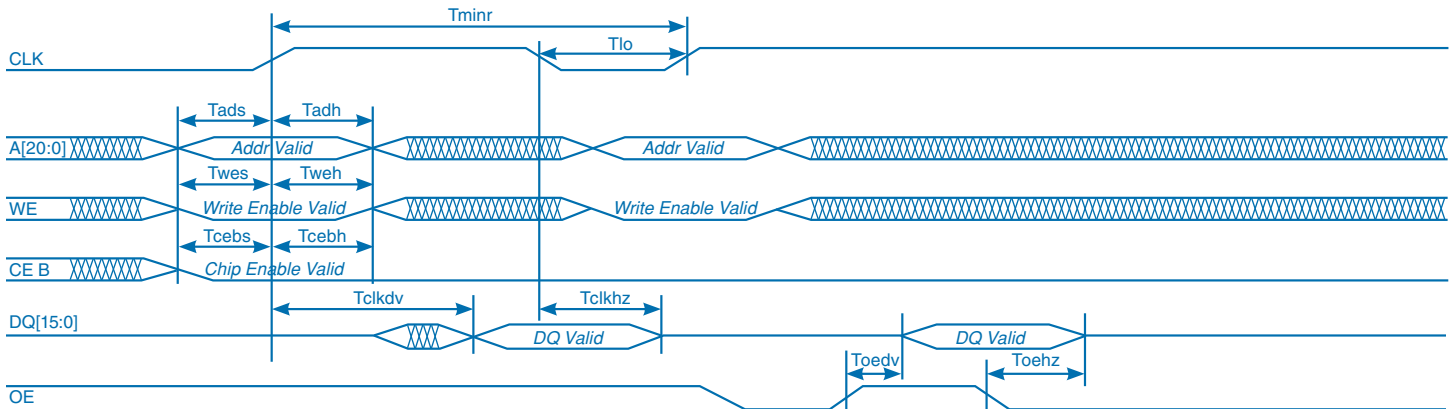 Tminr
Tlo
CLK
Tads Tadh
A[20:0] Addr Valid Addr Valid
Twes Tweh
WE Write Enable Valid Write Enable Valid
Tcebs Tcebh
CE B Chip Enable Valid
Tclkdv Tclkhz
DQ[15:0] DQ Valid DQ Valid
Toedv Toehz
OE